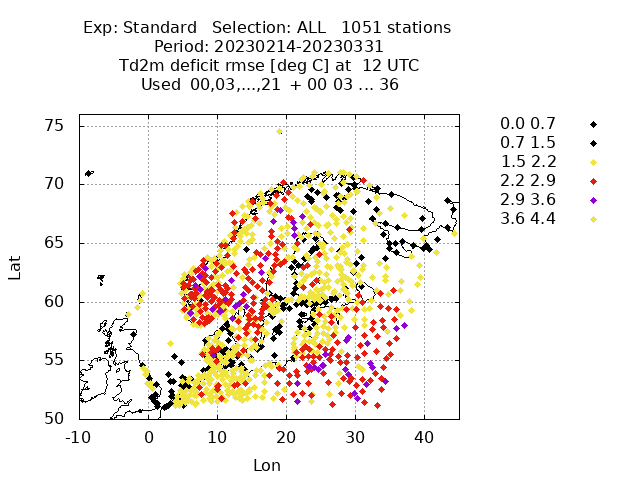 Exp: Standard   Selection: ALL   1051 stations
Period: 20230214-20230331
Td2m deficit rmse [deg C] at  12 UTC
Used  00,03,...,21  + 00 03 ... 36
0.0 0.7
0.7 1.5
1.5 2.2
2.2 2.9
2.9 3.6
3.6 4.4
75
70
65
60
55
50
Lat
-10 0 10 20 30 40
Lon